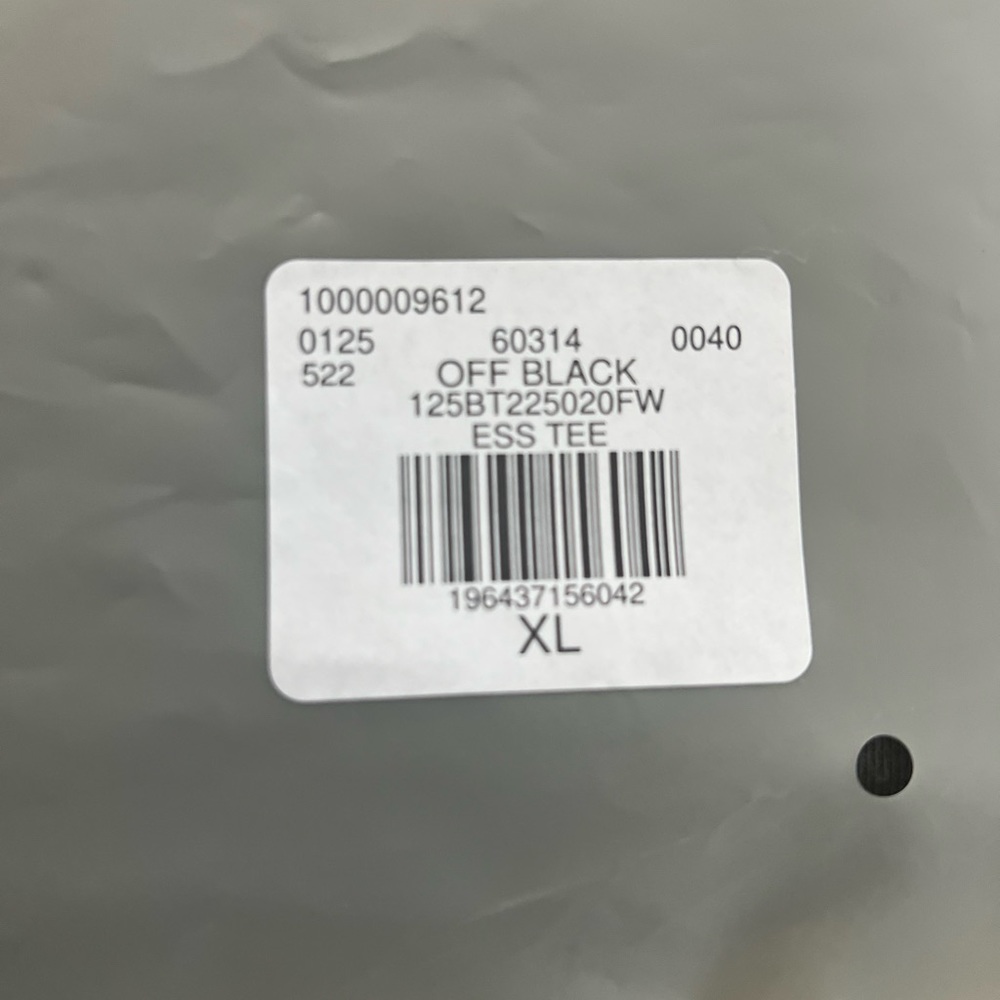 1000009612
0125 60314 0040
522 OFF BLACK
125BT225020FW
ESS TEE
196437156042
XL